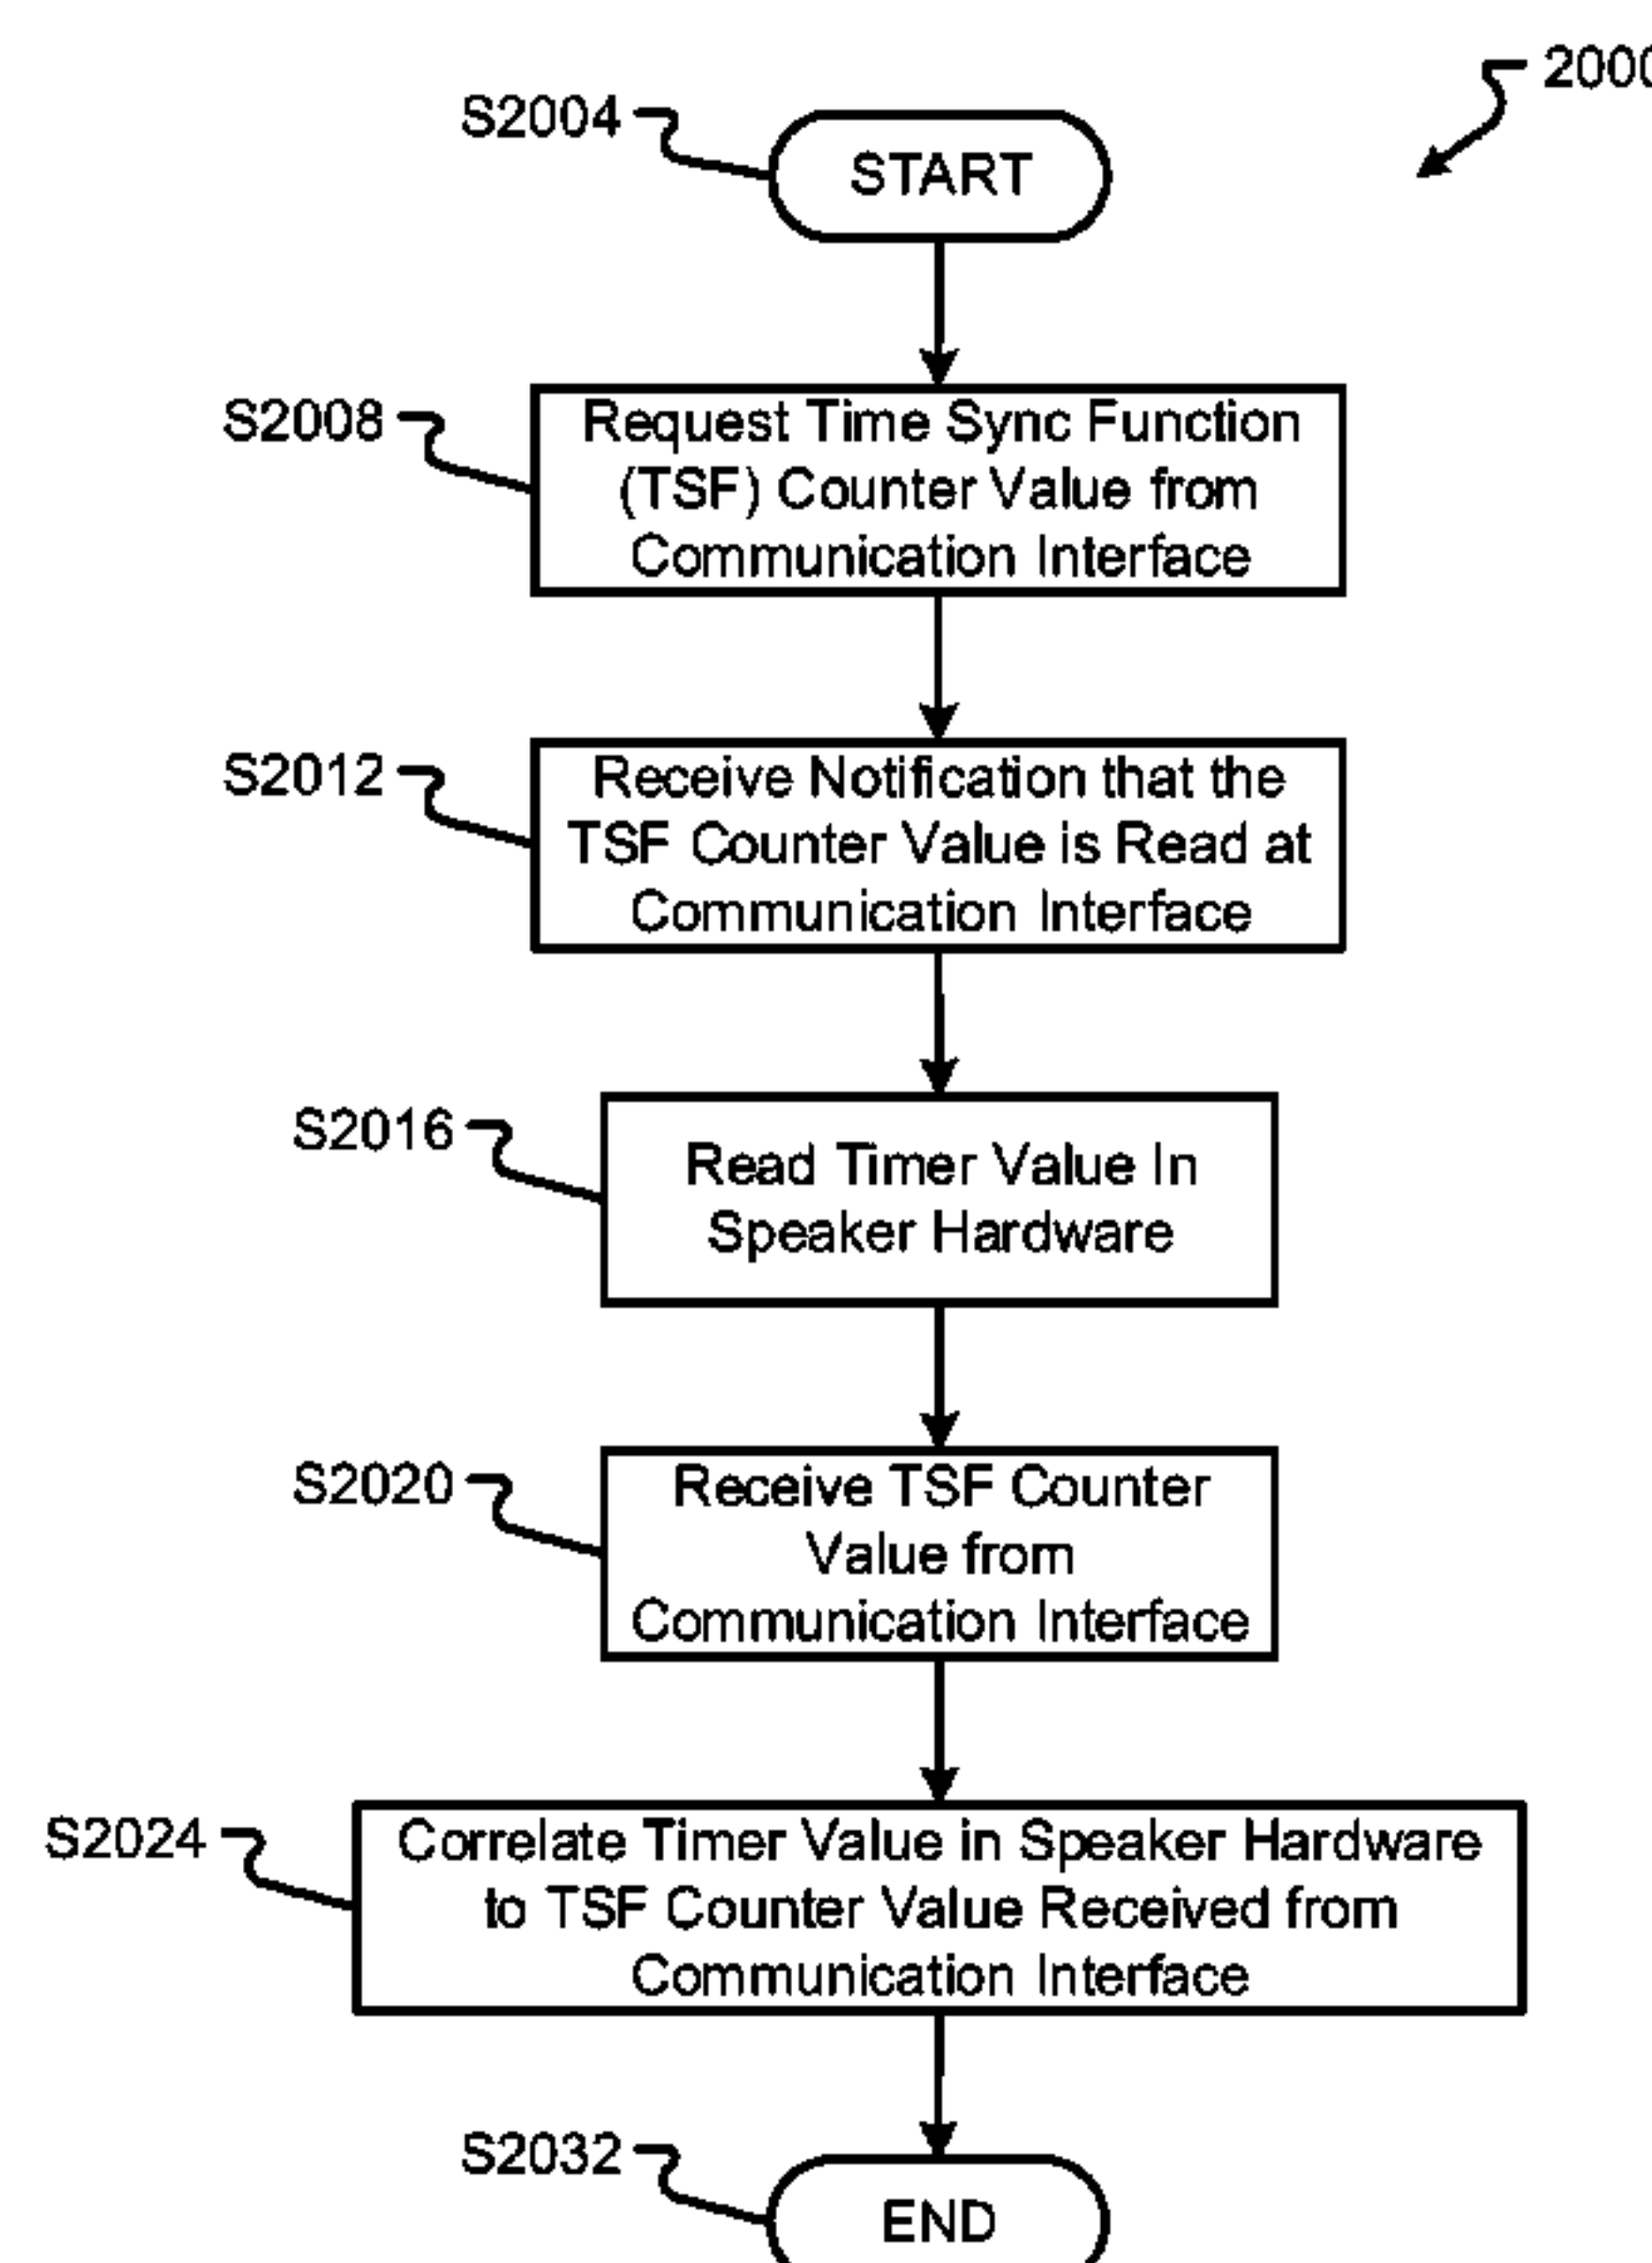 2000
S2004
START
S2008
Request Time Sync Function
(TSF) Counter Value from
Communication Interface
S2012
Receive Notification that the
TSF Counter Value is Read at
Communication Interface
S2016
Read Timer Value In
Speaker Hardware
S2020
Receive TSF Counter
Value from
Communication Interface
S2024
Correlate Timer Value in Speaker Hardware
to TSF Counter Value Received from
Communication Interface
S2032
END